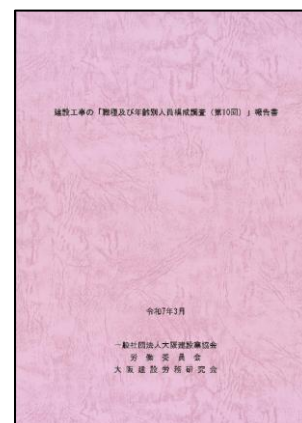 建設工事の「職種及び年齢別人員構成調査（第10回）」報告書
令和7年3月
一般社団法人大阪建設業協会
労働委員会
大阪建設労務研究会